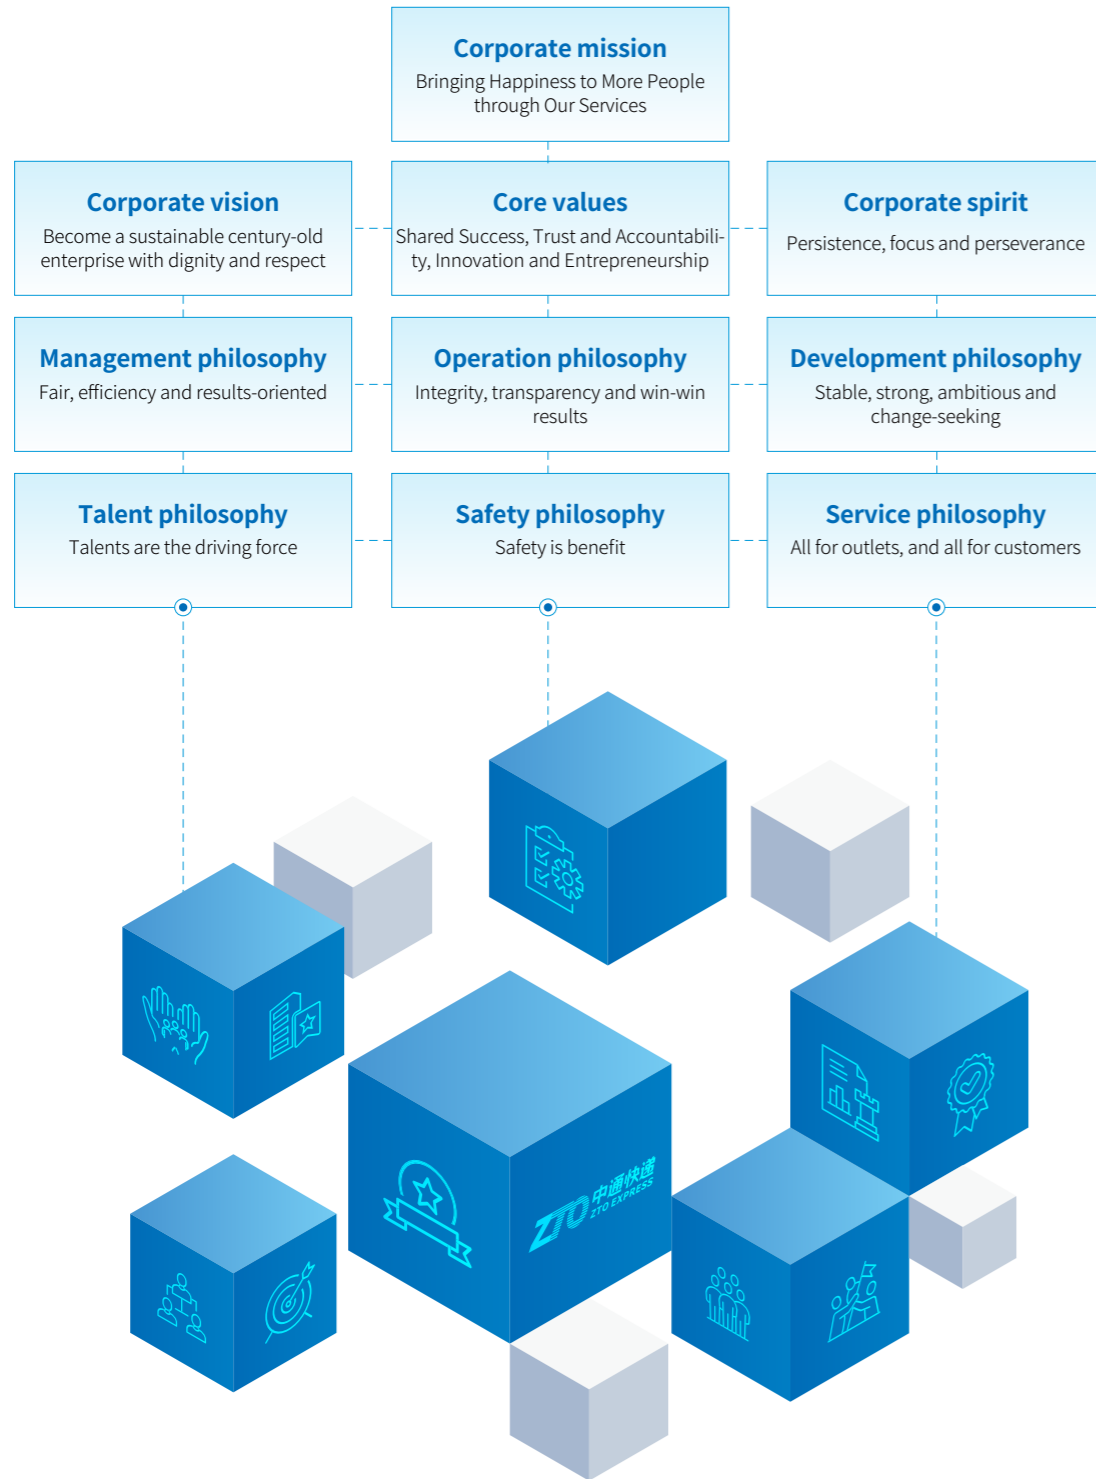 Corporate mission
Bringing Happiness to More People
through Our Services
Corporate vision
Become a sustainable century-old
enterprise with dignity and respect
Core values
Shared Success, Trust and Accountabili-
ty, Innovation and Entrepreneurship
Corporate spirit
Persistence, focus and perseverance
Management philosophy
Fair, efficiency and results-oriented
Operation philosophy
Integrity, transparency and win-win
results
Development philosophy
Stable, strong, ambitious and
change-seeking
Talent philosophy
Talents are the driving force
Safety philosophy
Safety is benefit
Service philosophy
All for outlets, and all for customers
ZTO 中通快递
ZTO EXPRESS